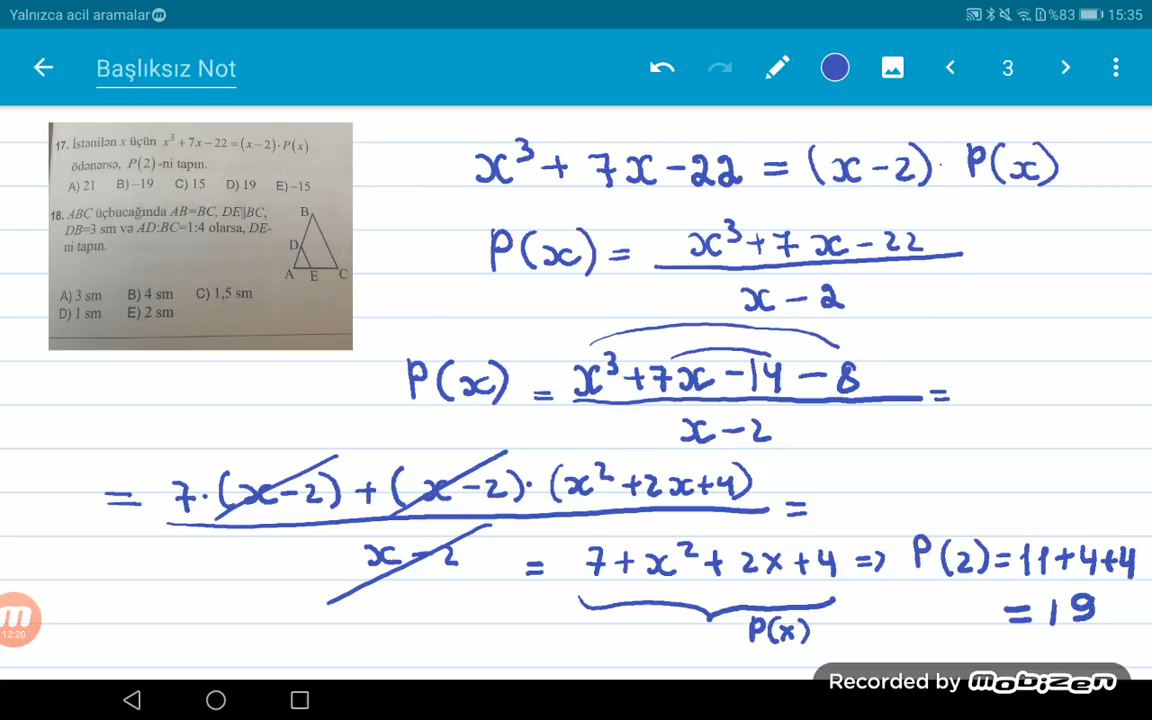 Yalnızca acil aramalar
%83 15:35
Başlıksız Not
3
17. İstənilən x üçün x³ + 7x – 22 = (x – 2) · P(x)
ödənərsə, P(2) -ni tapın.
A) 21 B) –19 C) 15 D) 19 E) –15
18. ABC üçbucağında AB=BC, DE||BC,
DB=3 sm və AD:BC=1:4 olarsa, DE-
ni tapın.
B
D
A E C
A) 3 sm B) 4 sm C) 1,5 sm
D) 1 sm E) 2 sm
x³ + 7x – 22 = (x – 2) · P(x)
P(x) = x³ + 7x – 22
x – 2
P(x) = x³ + 7x – 14 – 8 =
x – 2
= 7 · (x – 2) + (x – 2) · (x² + 2x + 4) =
x – 2
= 7 + x² + 2x + 4 => P(2) = 11 + 4 + 4
= 19
P(x)
12:20
Recorded by mobizen